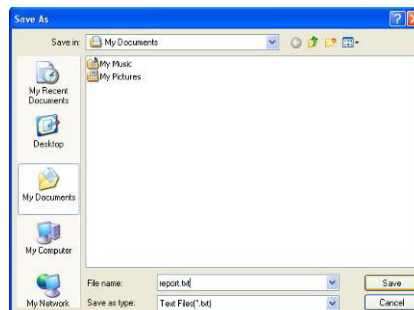 Save As
Save in: My Documents
My Music
My Pictures
My Recent
Documents
Desktop
My Documents
My Computer
My Network
File name: report.txt Save
Save as type: Text Files(*.txt) Cancel